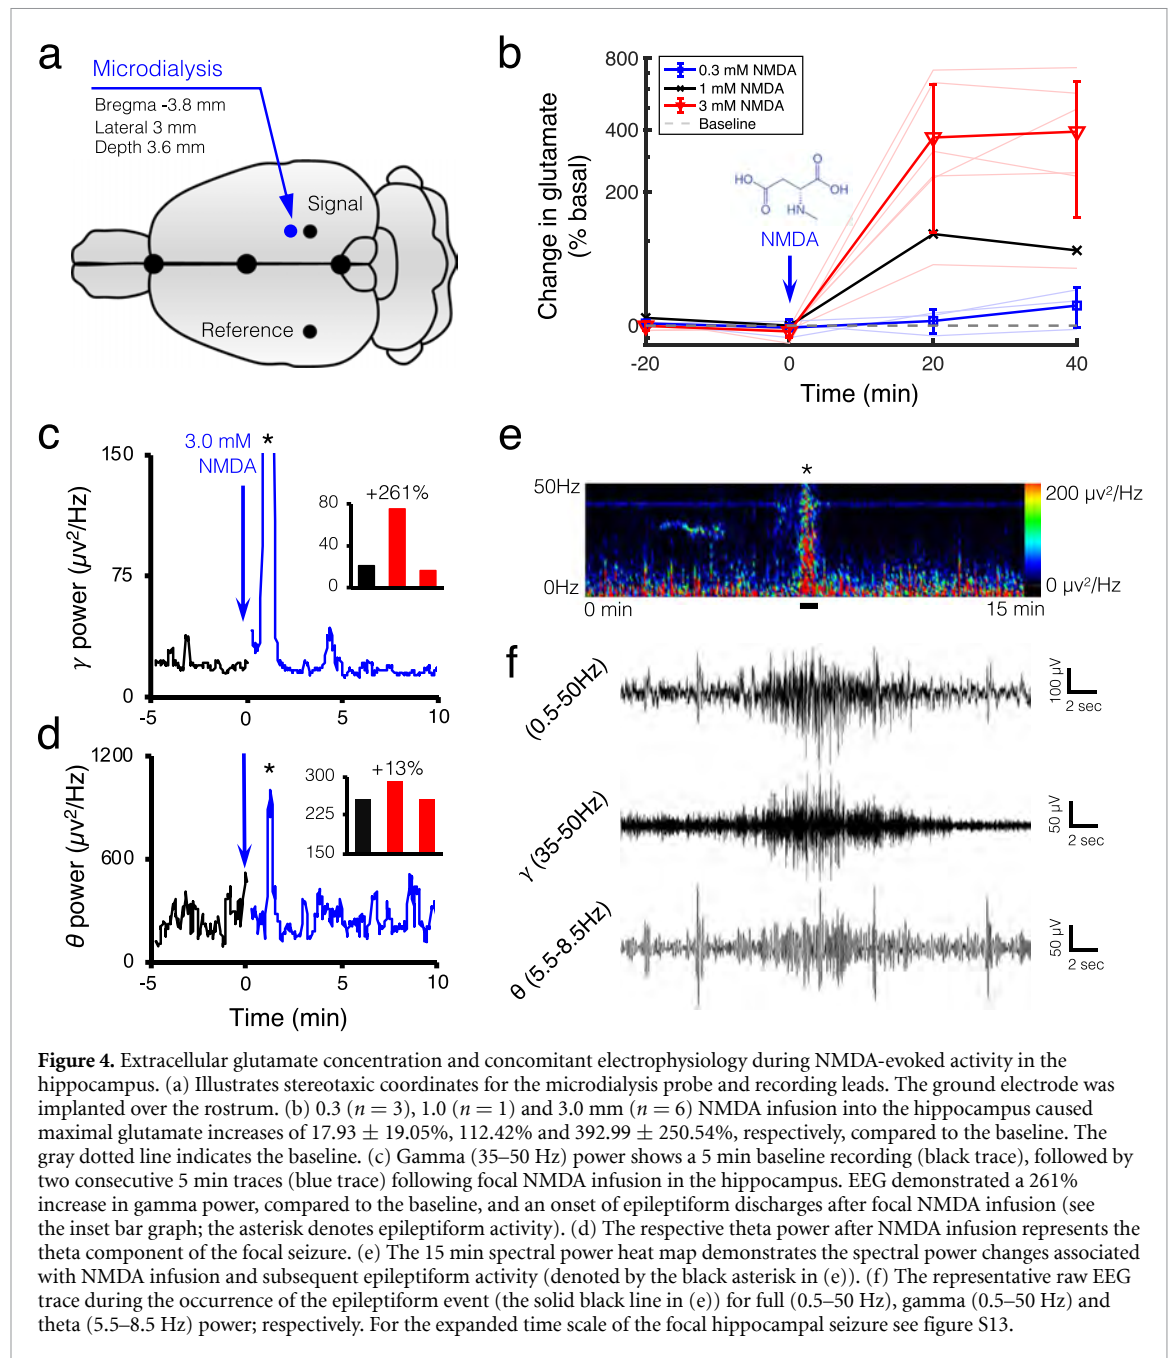 a
Microdialysis
Bregma -3.8 mm
Lateral 3 mm
Depth 3.6 mm
Signal
Reference
b
Change in glutamate
(% basal)
800
400
200
0
0.3 mM NMDA
1 mM NMDA
3 mM NMDA
Baseline
HO
O
O
OH
HN
NMDA
-20
0
20
40
Time (min)
c
γ power (µv²/Hz)
150
75
0
3.0 mM
NMDA
*
+261%
80
40
0
-5
0
5
10
d
θ power (µv²/Hz)
1200
600
0
*
+13%
300
225
150
-5
0
5
10
Time (min)
e
*
50Hz
0Hz
0 min
15 min
200 µv²/Hz
0 µv²/Hz
f
(0.5-50Hz)
100 µV
2 sec
γ (35-50Hz)
50 µV
2 sec
θ (5.5-8.5Hz)
50 µV
2 sec
Figure 4. Extracellular glutamate concentration and concomitant electrophysiology during NMDA-evoked activity in the
hippocampus. (a) Illustrates stereotaxic coordinates for the microdialysis probe and recording leads. The ground electrode was
implanted over the rostrum. (b) 0.3 (n = 3), 1.0 (n = 1) and 3.0 mm (n = 6) NMDA infusion into the hippocampus caused
maximal glutamate increases of 17.93 ± 19.05%, 112.42% and 392.99 ± 250.54%, respectively, compared to the baseline. The
gray dotted line indicates the baseline. (c) Gamma (35–50 Hz) power shows a 5 min baseline recording (black trace), followed by
two consecutive 5 min traces (blue trace) following focal NMDA infusion in the hippocampus. EEG demonstrated a 261%
increase in gamma power, compared to the baseline, and an onset of epileptiform discharges after focal NMDA infusion (see
the inset bar graph; the asterisk denotes epileptiform activity). (d) The respective theta power after NMDA infusion represents the
theta component of the focal seizure. (e) The 15 min spectral power heat map demonstrates the spectral power changes associated
with NMDA infusion and subsequent epileptiform activity (denoted by the black asterisk in (e)). (f) The representative raw EEG
trace during the occurrence of the epileptiform event (the solid black line in (e)) for full (0.5–50 Hz), gamma (0.5–50 Hz) and
theta (5.5–8.5 Hz) power; respectively. For the expanded time scale of the focal hippocampal seizure see figure S13.